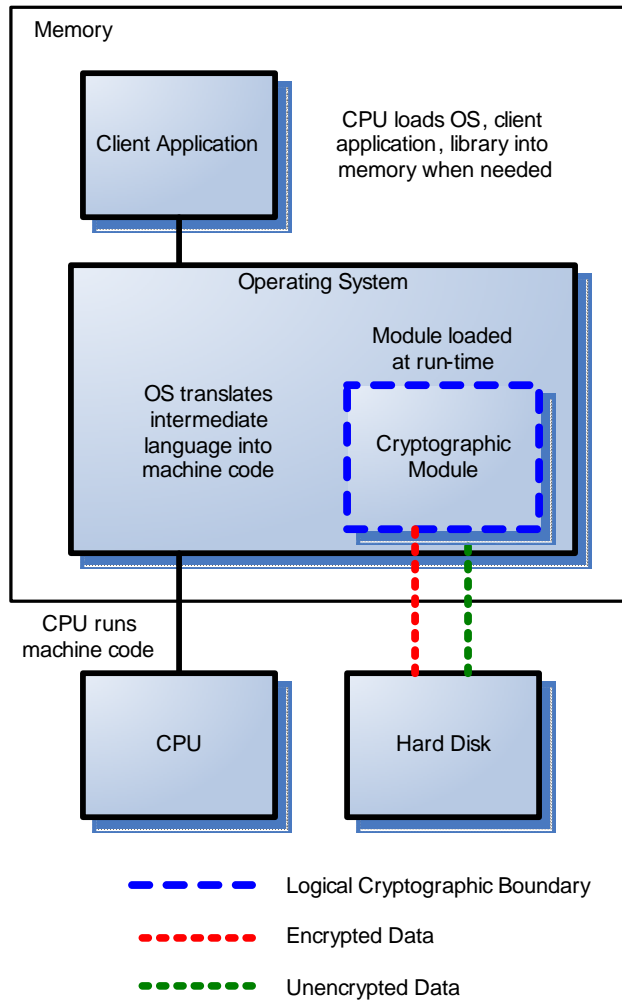 Memory
Client Application
CPU loads OS, client
application, library into
memory when needed
Operating System
Module loaded
at run-time
OS translates
intermediate
language into
machine code
Cryptographic
Module
CPU runs
machine code
CPU
Hard Disk
Logical Cryptographic Boundary
Encrypted Data
Unencrypted Data